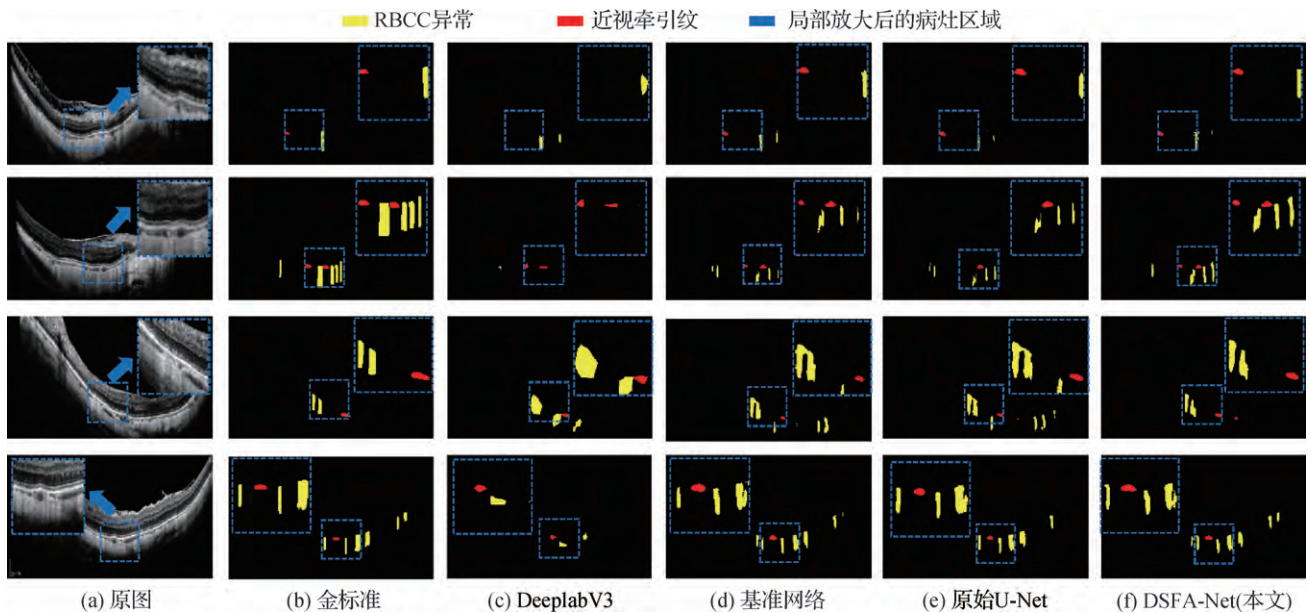 RBCC异常
近视牵引纹
局部放大后的病灶区域
(a) 原图
(b) 金标准
(c) DeeplabV3
(d) 基准网络
(e) 原始U-Net
(f) DSFA-Net(本文)